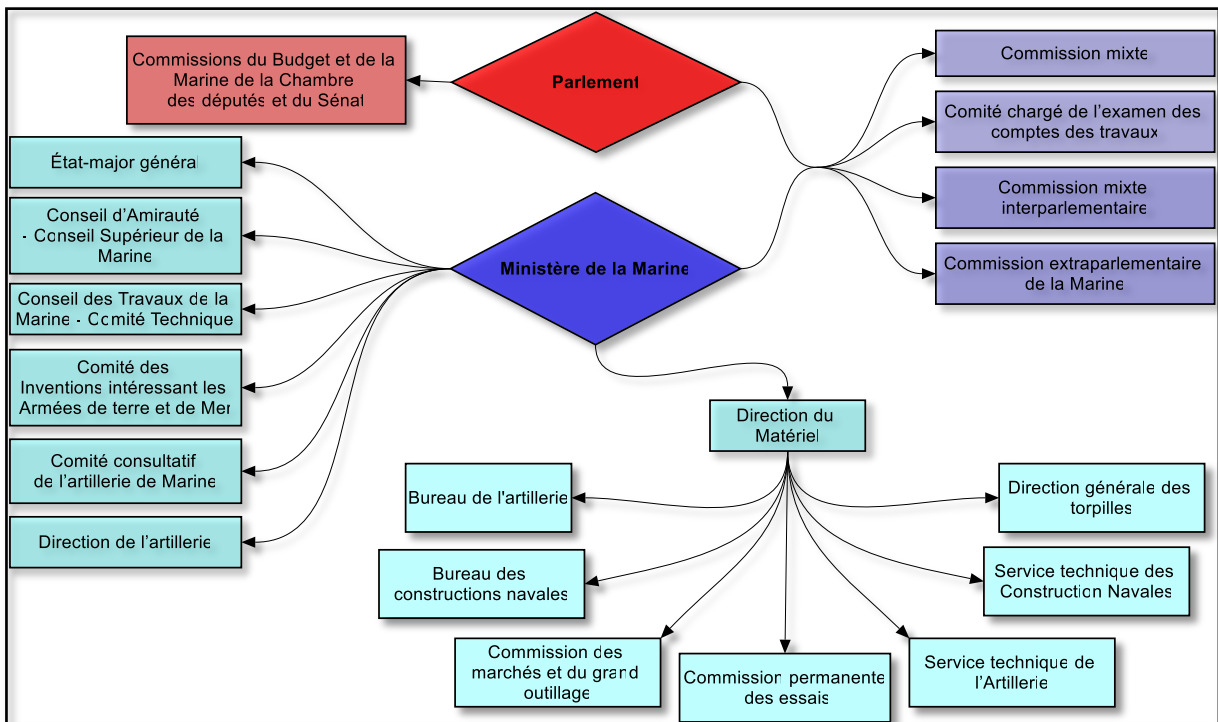 Commissions du Budget et de la
Marine de la Chambre
des députés et du Sénat
Parlement
Commission mixte
Comité chargé de l'examen des
comptes des travaux
Commission mixte
interparlementaire
Commission extraparlementaire
de la Marine
État-major général
Conseil d'Amirauté
- Conseil Supérieur de la
Marine
Conseil des Travaux de la
Marine - Comité Technique
Comité des
Inventions intéressant les
Armées de terre et de Mer
Comité consultatif
de l'artillerie de Marine
Direction de l'artillerie
Ministère de la Marine
Direction du
Matériel
Bureau de l'artillerie
Bureau des
constructions navales
Commission des
marchés et du grand
outillage
Commission permanente
des essais
Service technique de
l'Artillerie
Service technique des
Construction Navales
Direction générale des
torpilles